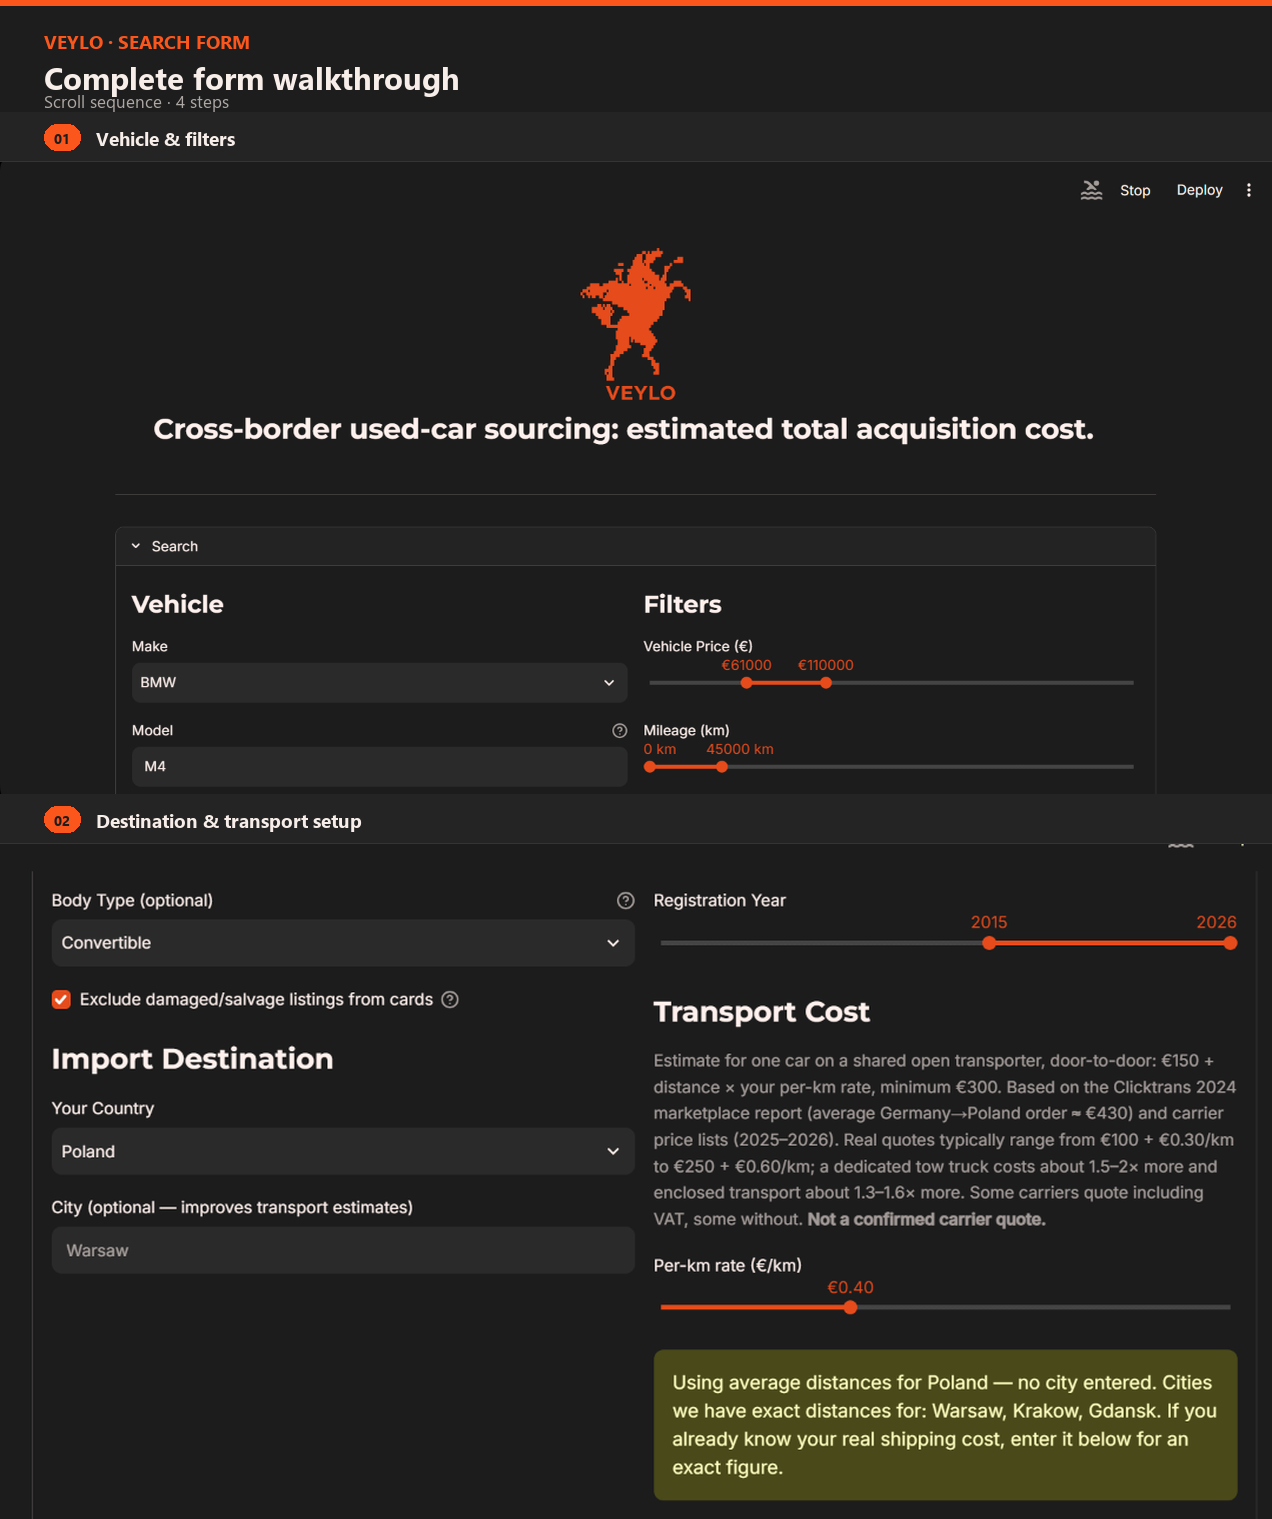 VEYLO · SEARCH FORM
Complete form walkthrough
Scroll sequence · 4 steps
01 Vehicle & filters
Stop Deploy
VEYLO
Cross-border used-car sourcing: estimated total acquisition cost.
Search
Vehicle
Make
BMW
Model
M4
Filters
Vehicle Price (€)
€61000 €110000
Mileage (km)
0 km 45000 km
02 Destination & transport setup
Body Type (optional)
Convertible
Exclude damaged/salvage listings from cards
Import Destination
Your Country
Poland
City (optional — improves transport estimates)
Warsaw
Registration Year
2015 2026
Transport Cost
Estimate for one car on a shared open transporter, door-to-door: €150 +
distance × your per-km rate, minimum €300. Based on the Clicktrans 2024
marketplace report (average Germany→Poland order ≈ €430) and carrier
price lists (2025–2026). Real quotes typically range from €100 + €0.30/km
to €250 + €0.60/km; a dedicated tow truck costs about 1.5–2× more and
enclosed transport about 1.3–1.6× more. Some carriers quote including
VAT, some without. Not a confirmed carrier quote.
Per-km rate (€/km)
€0.40
Using average distances for Poland — no city entered. Cities
we have exact distances for: Warsaw, Krakow, Gdansk. If you
already know your real shipping cost, enter it below for an
exact figure.